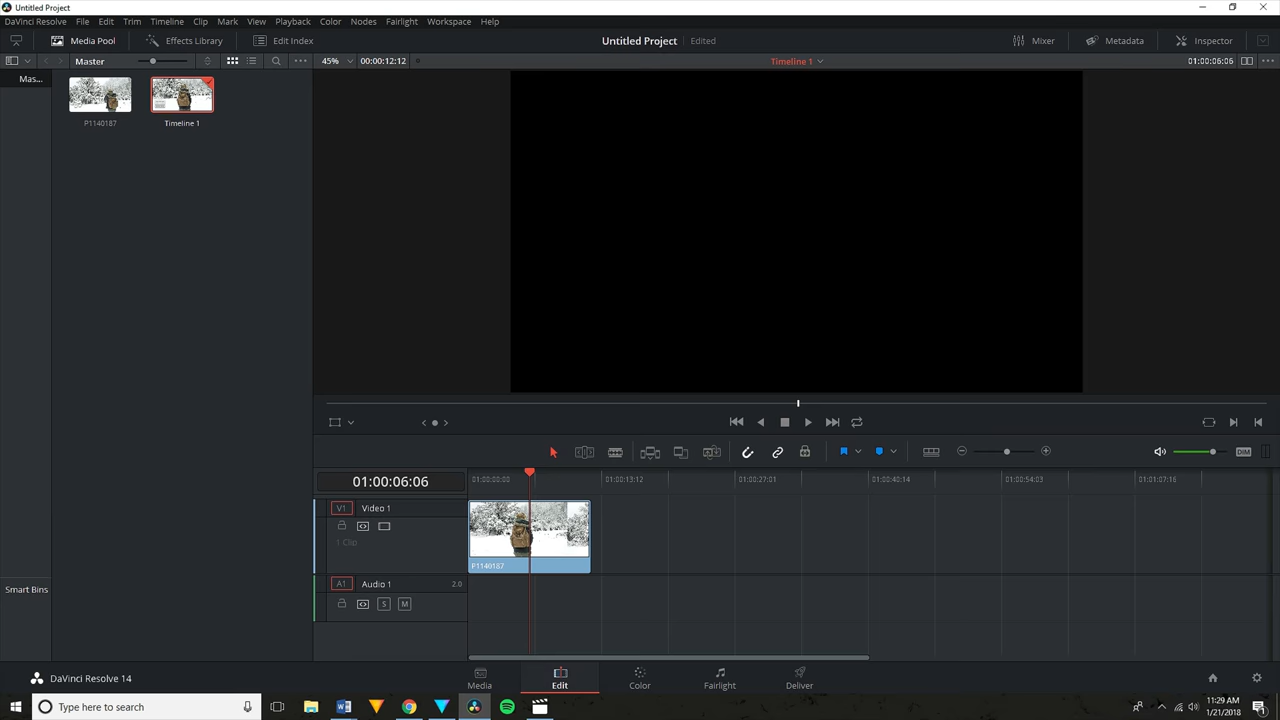 Untitled Project
DaVinci Resolve File Edit Trim Timeline Clip Mark View Playback Color Nodes Fairlight Workspace Help
Media Pool Effects Library Edit Index Untitled Project Edited Mixer Metadata Inspector
Mas... Master 45% 00:00:12:12 Timeline 1 01:00:06:06
P1140187 Timeline 1
DIM
01:00:06:06 01:00:00:00 01:00:13:12 01:00:27:01 01:00:40:14 01:00:54:03 01:01:07:16
V1 Video 1
1 Clip
P1140187
Smart Bins
A1 Audio 1 2.0
S M
DaVinci Resolve 14 Media Edit Color Fairlight Deliver
Type here to search
11:29 AM
1/21/2018
1